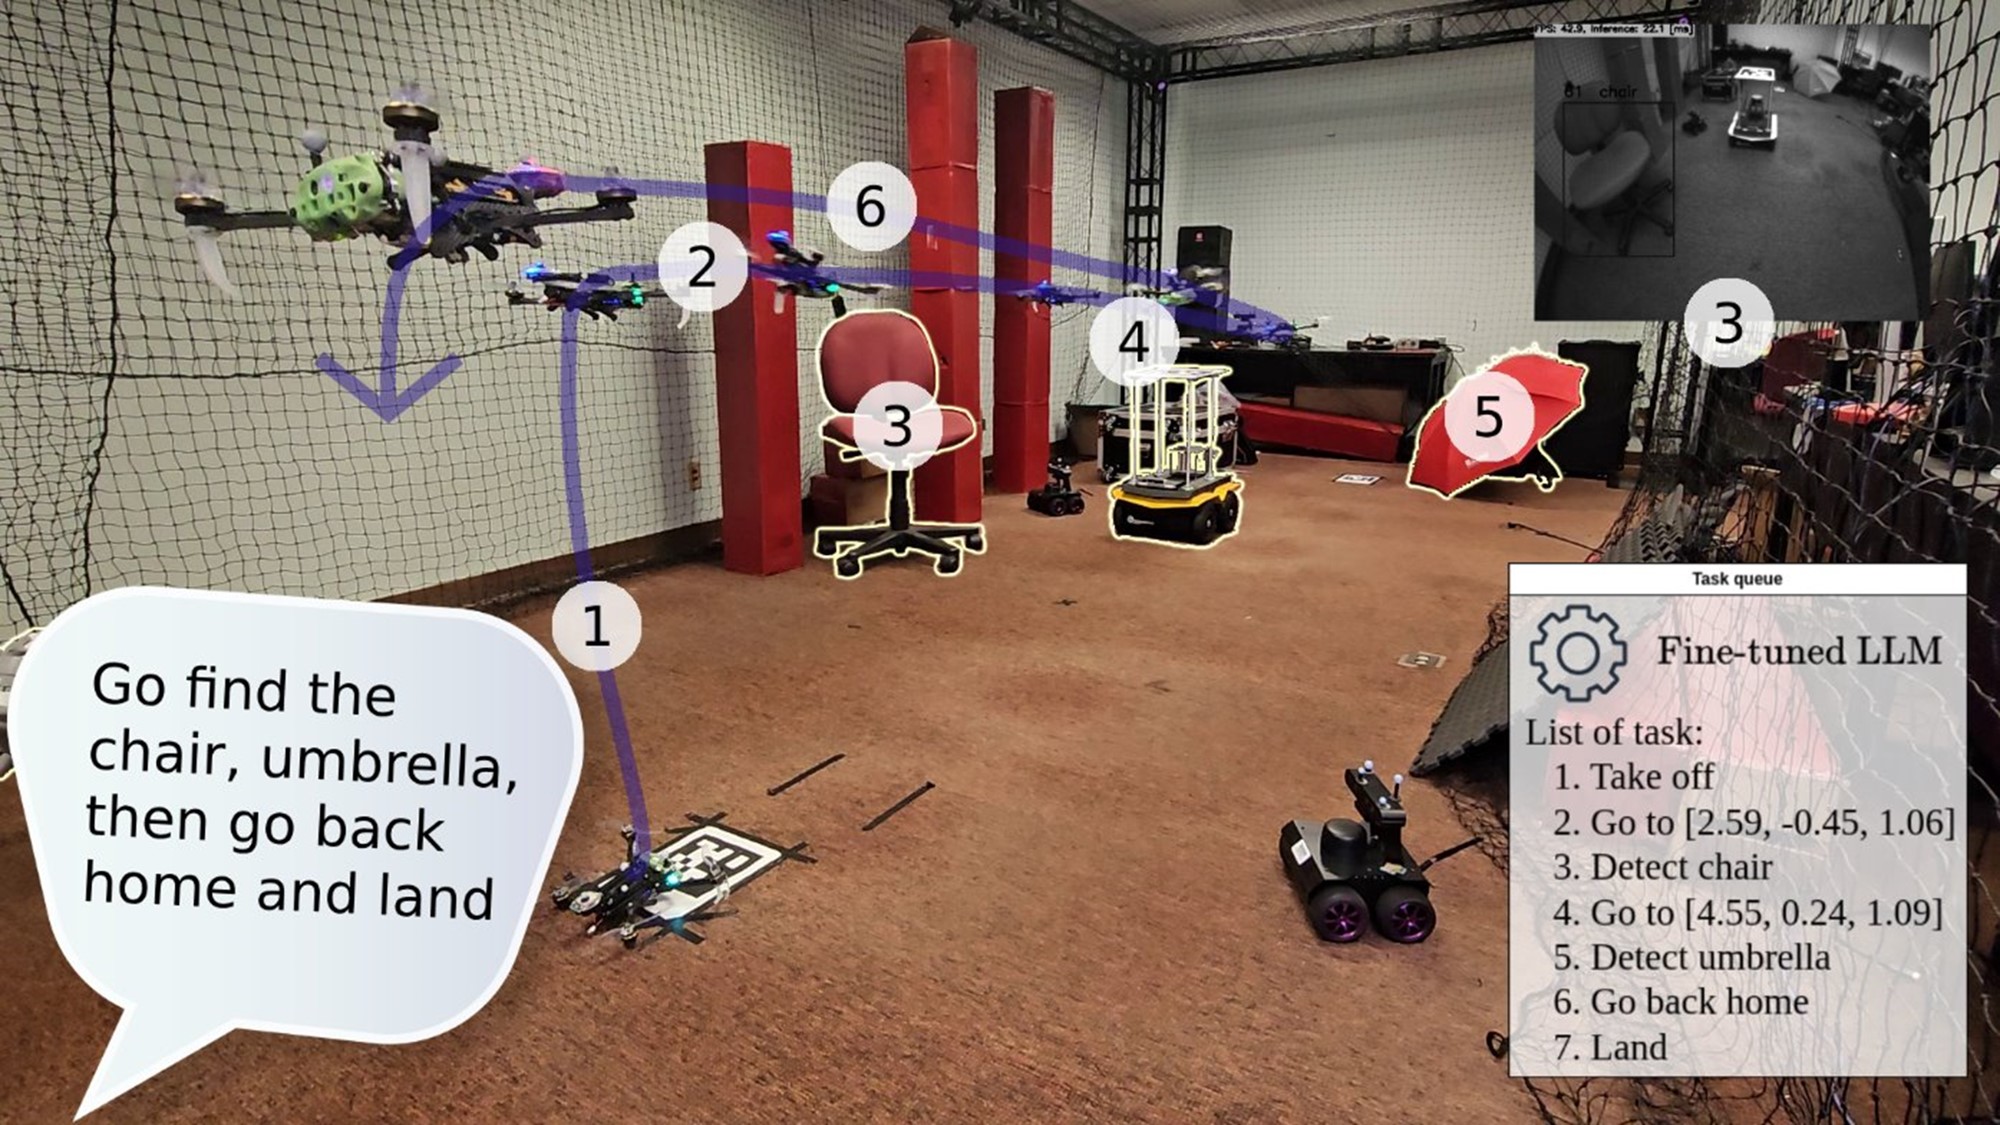 FPS: 42.9, Inference: 22.1 [ms]
81 chair
6
2
4
3
3
5
1
Go find the
chair, umbrella,
then go back
home and land
Task queue
Fine-tuned LLM
List of task:
1. Take off
2. Go to [2.59, -0.45, 1.06]
3. Detect chair
4. Go to [4.55, 0.24, 1.09]
5. Detect umbrella
6. Go back home
7. Land